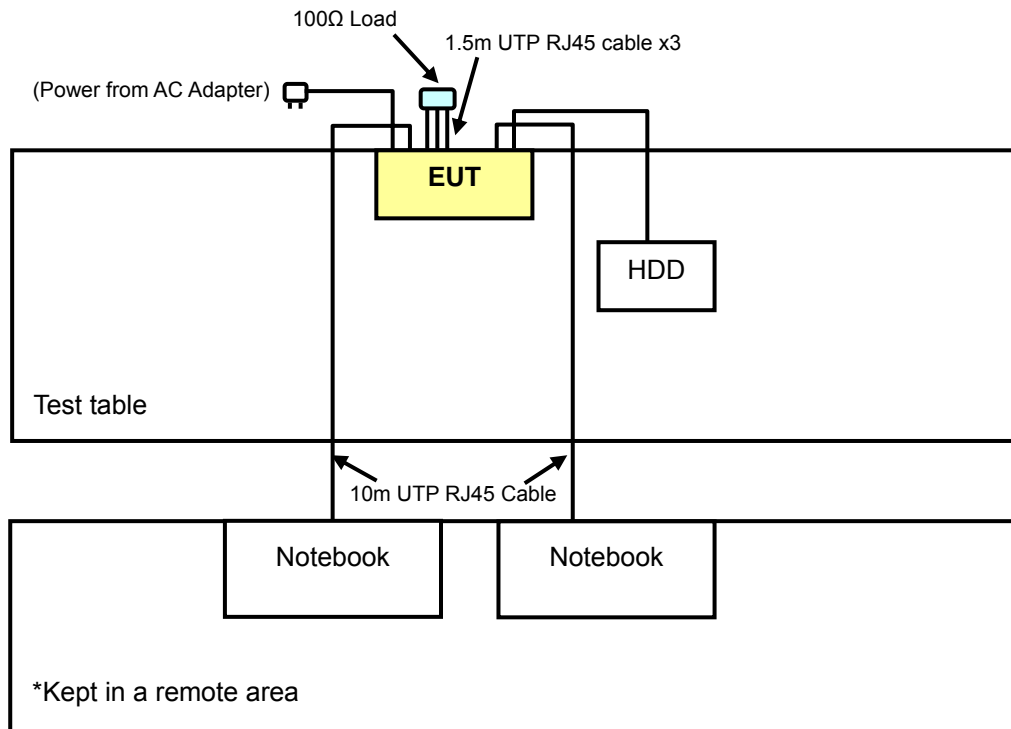 100Ω Load
1.5m UTP RJ45 cable x3
(Power from AC Adapter)
EUT
HDD
Test table
10m UTP RJ45 Cable
Notebook
Notebook
*Kept in a remote area